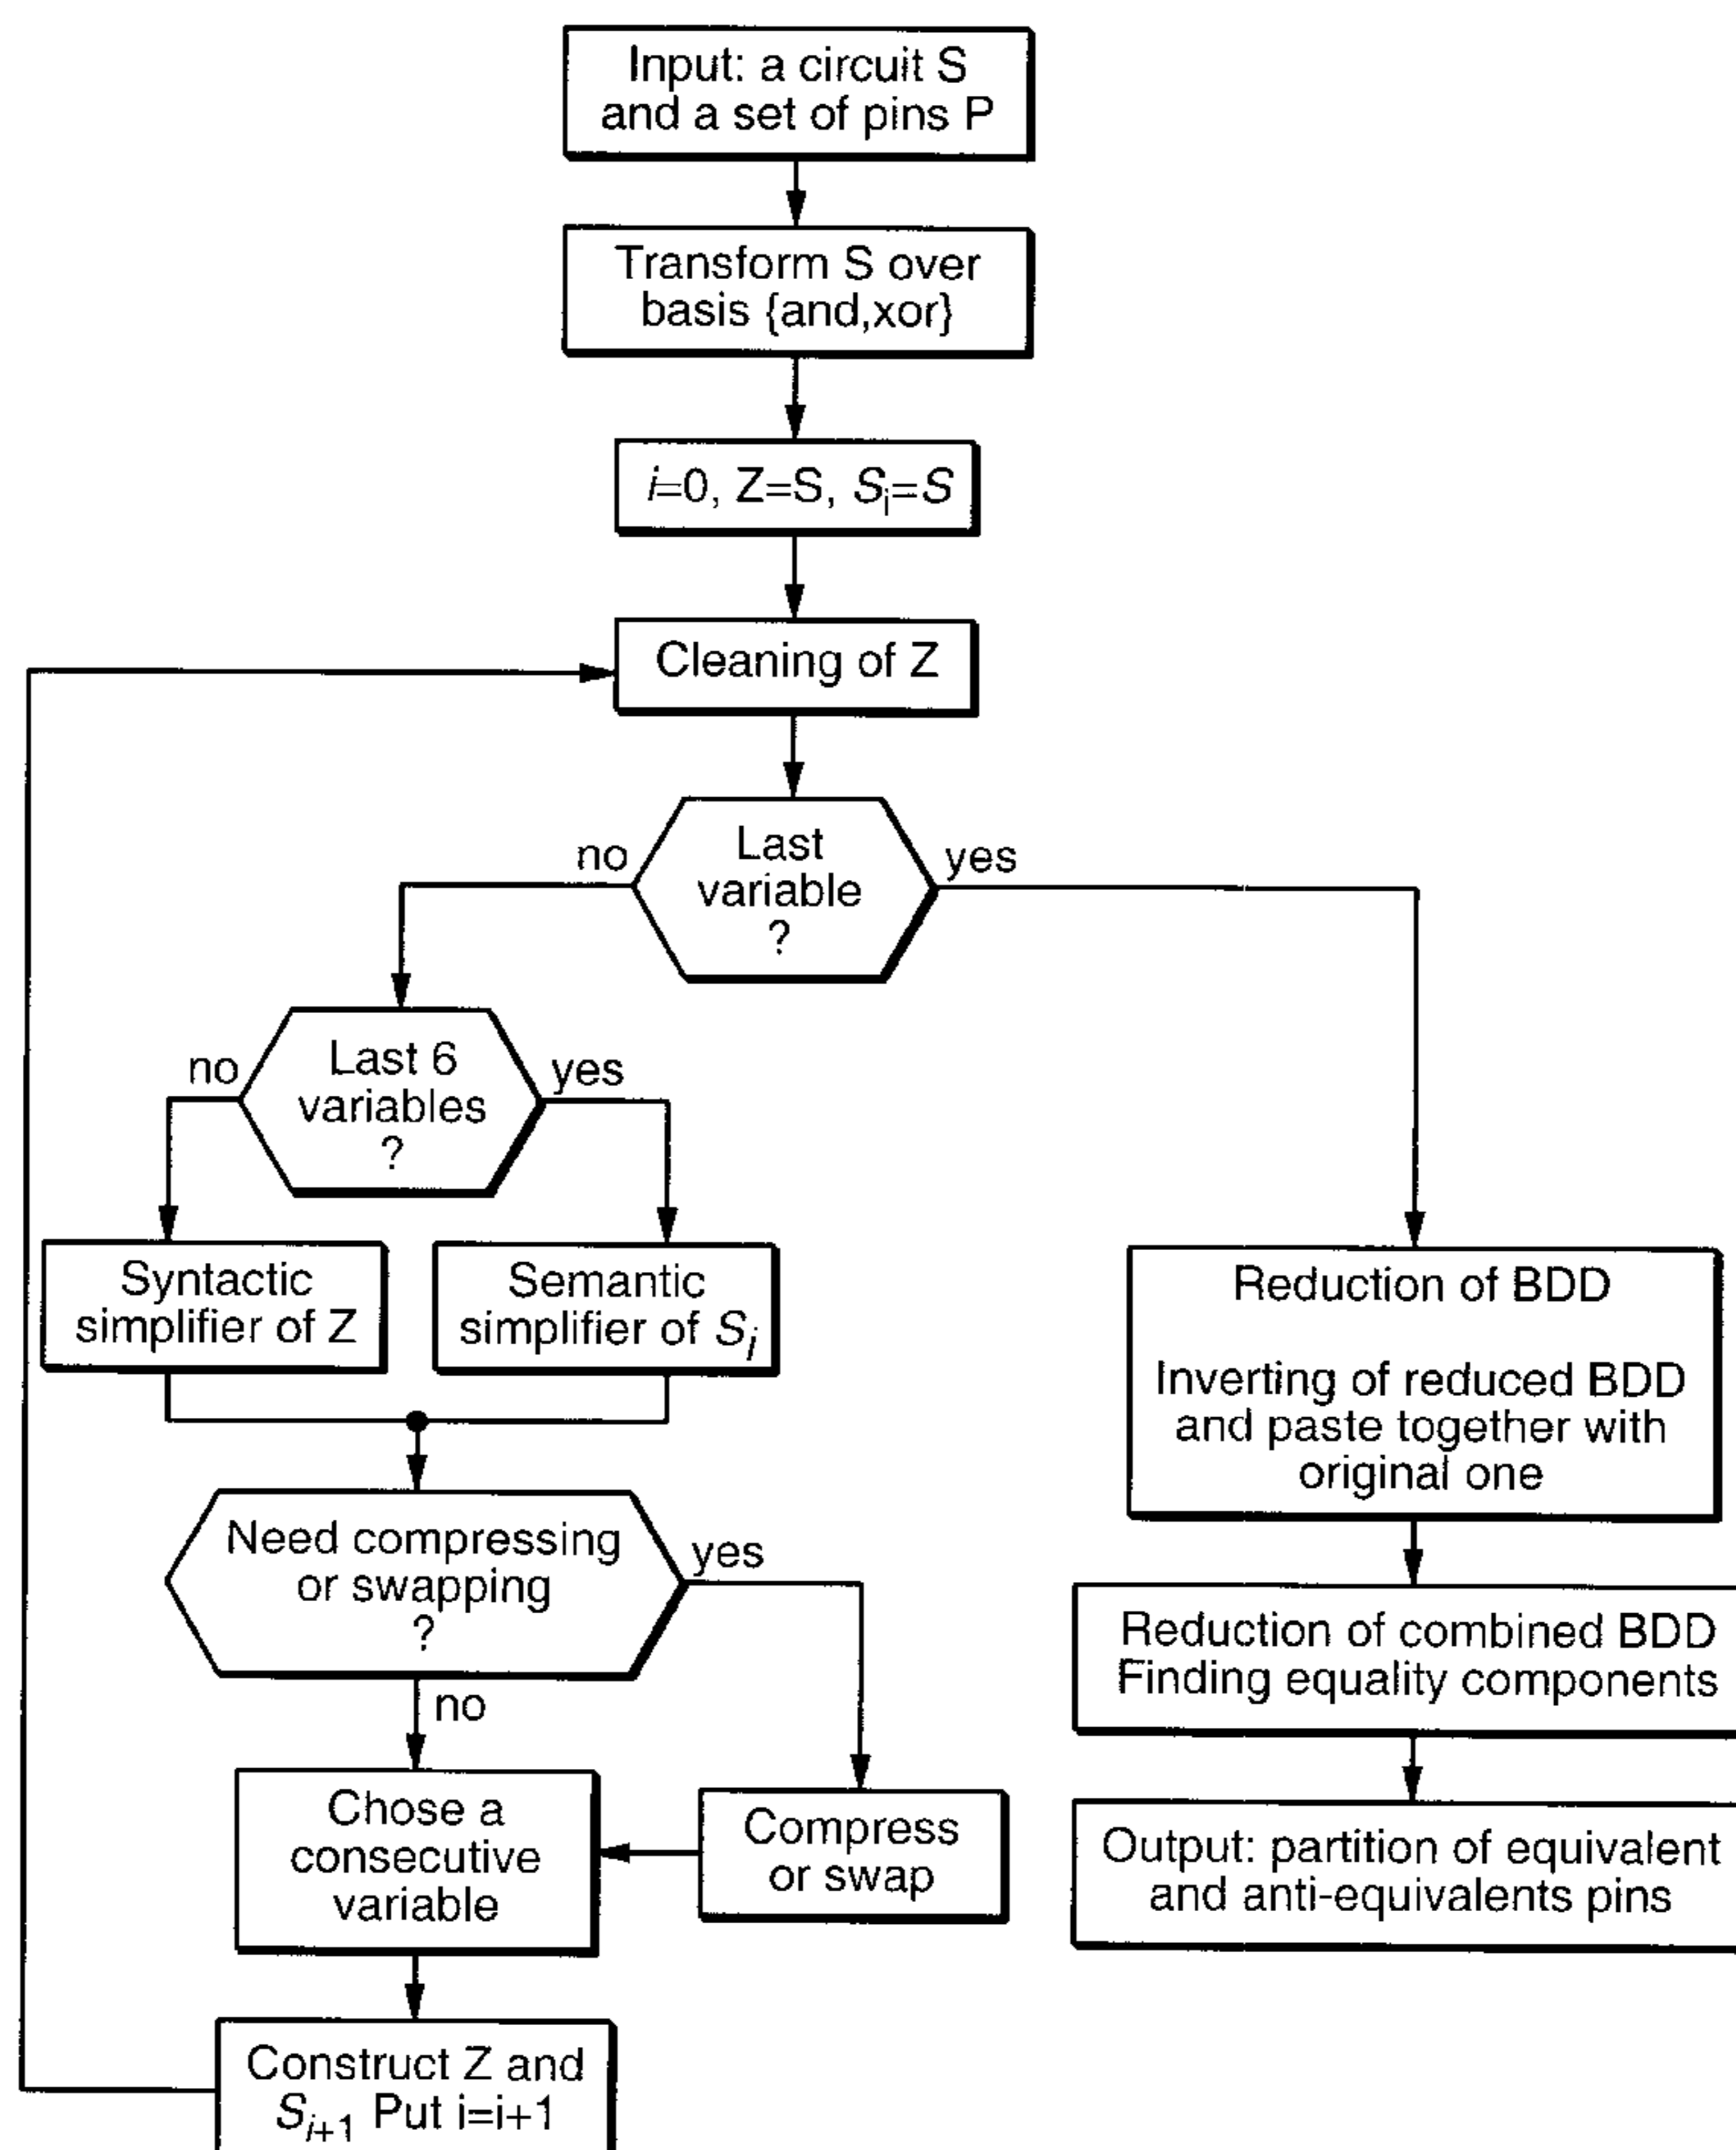 Input: a circuit S
and a set of pins P
Transform S over
basis {and,xor}
i=0, Z=S, Si=S
Cleaning of Z
Last
variable
?
no
yes
Last 6
variables
?
no
yes
Syntactic
simplifier of Z
Semantic
simplifier of Si
Need compressing
or swapping
?
yes
no
Chose a
consecutive
variable
Compress
or swap
Construct Z and
Si+1 Put i=i+1
Reduction of BDD
Inverting of reduced BDD
and paste together with
original one
Reduction of combined BDD
Finding equality components
Output: partition of equivalent
and anti-equivalents pins